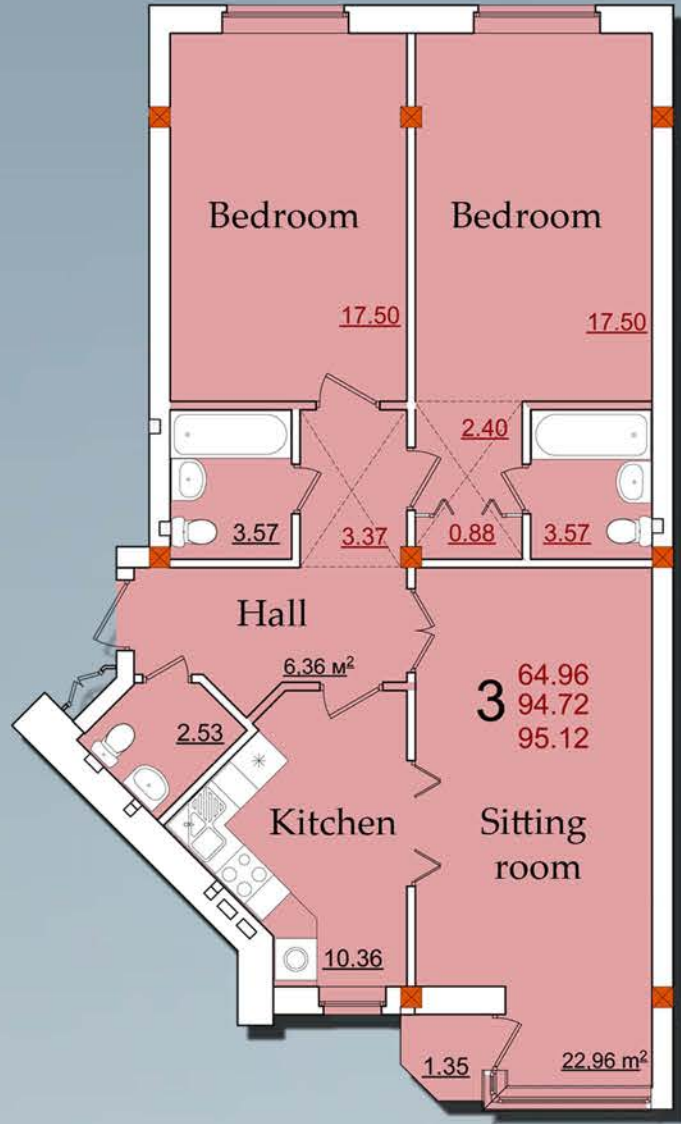 Bedroom
Bedroom
17.50
17.50
2.40
3.57
3.37
0.88
3.57
Hall
6,36 м²
3
64.96
94.72
95.12
2.53
Kitchen
Sitting
room
10.36
1.35
22,96 m²